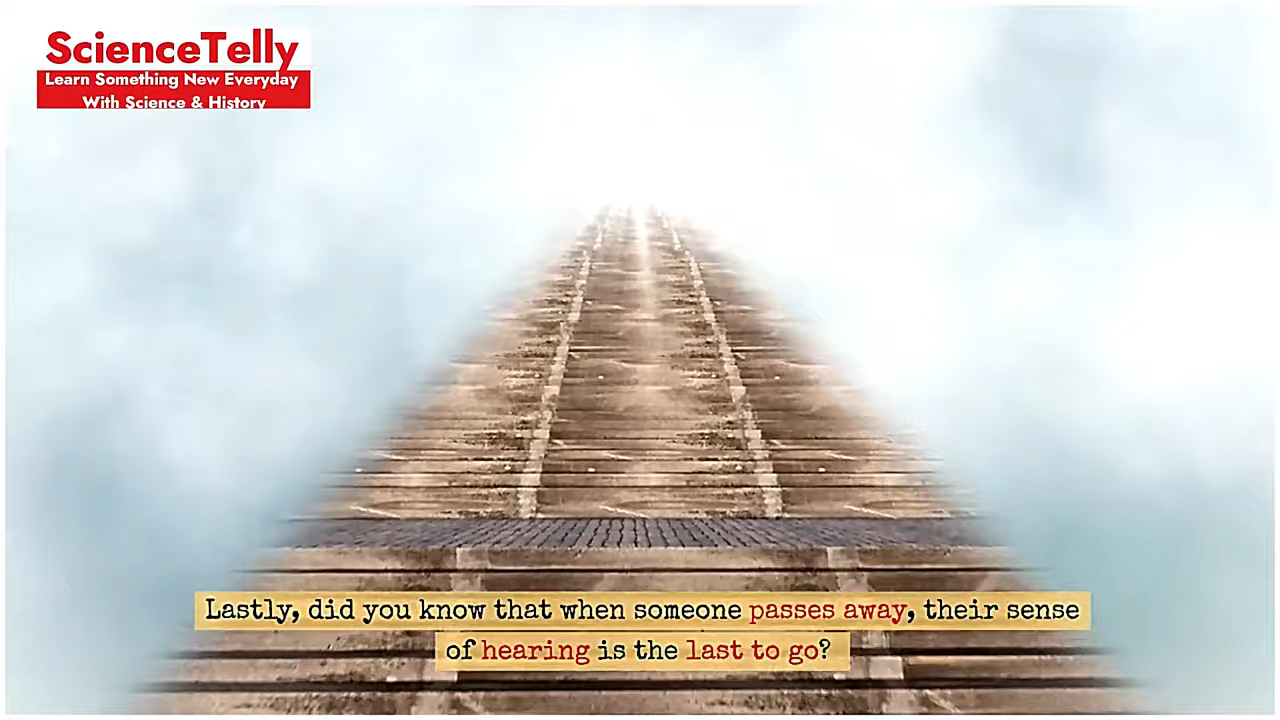 ScienceTelly
Learn Something New Everyday
With Science & History
Lastly, did you know that when someone passes away, their sense
of hearing is the last to go?